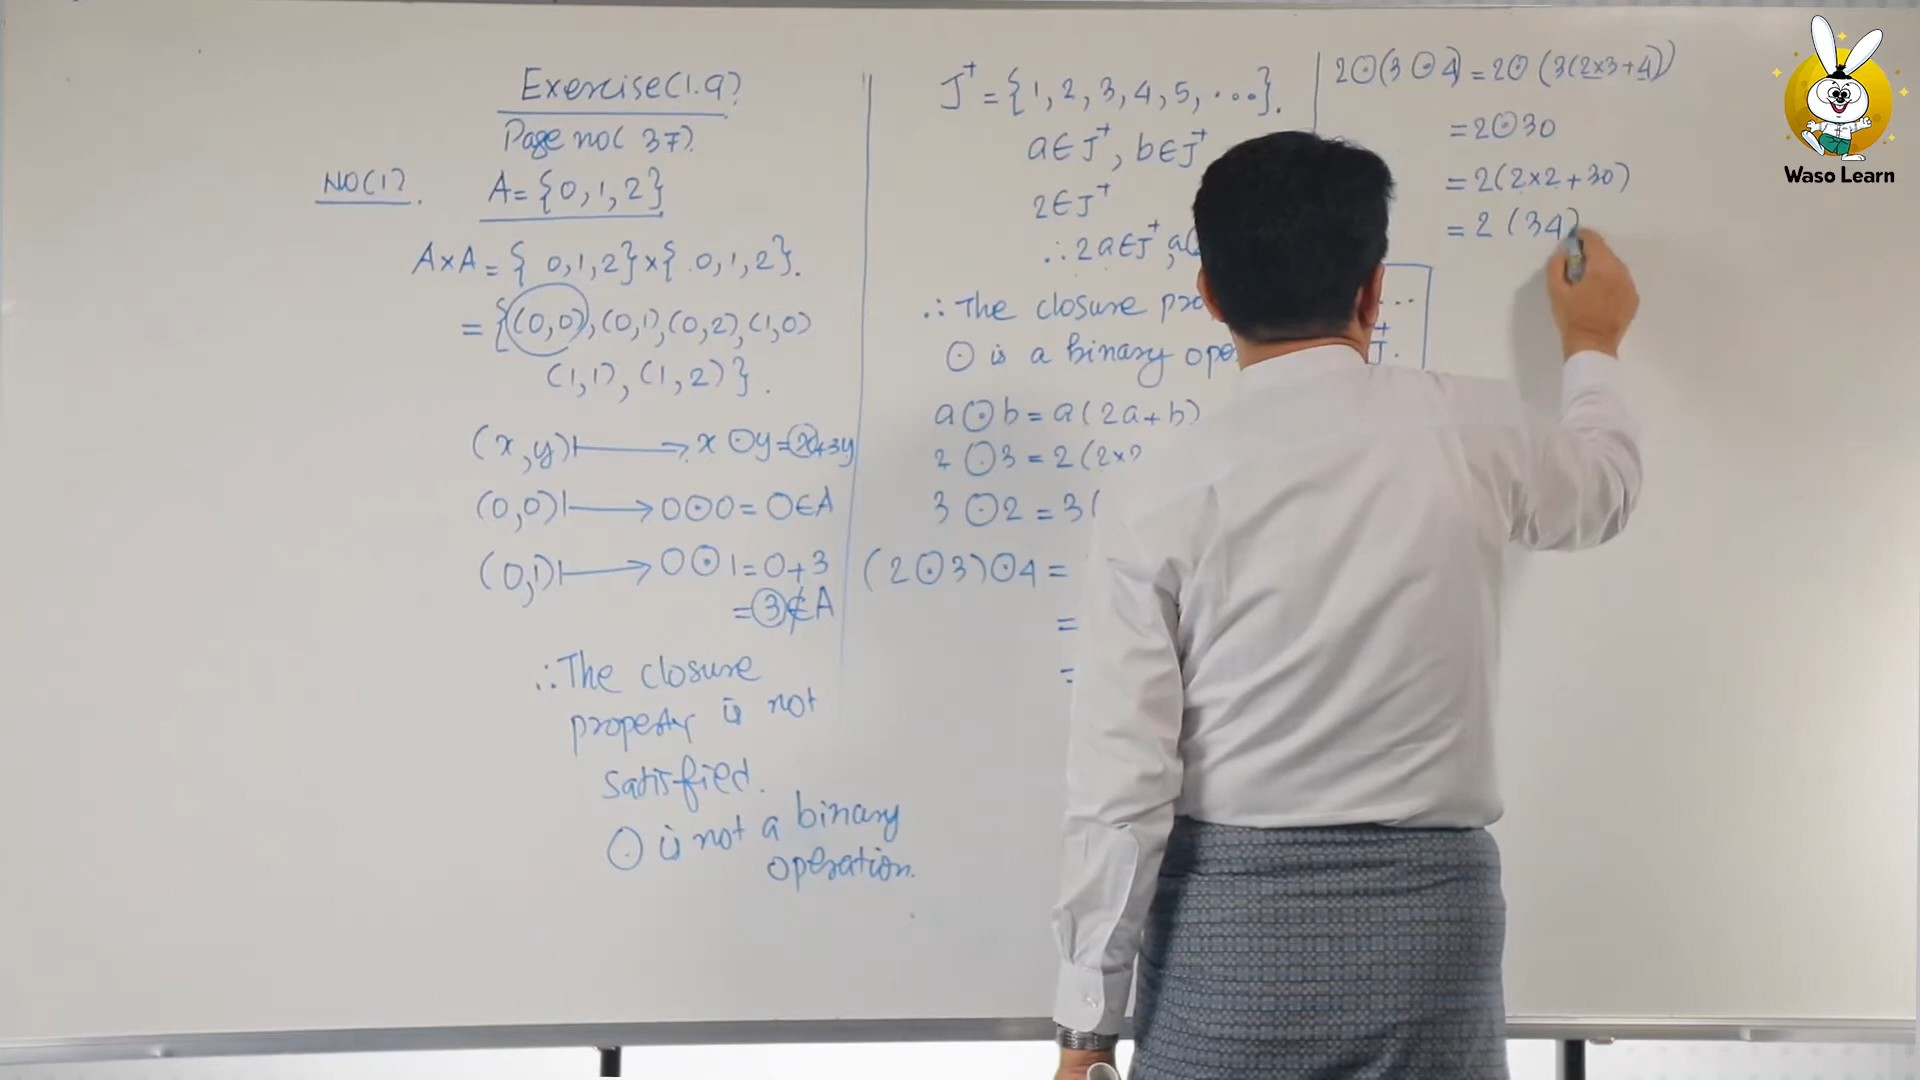 Exercise(1.9)
Page no( 37).
NO(1).
A={0,1,2}
A×A={ 0,1,2}×{ 0,1,2}.
={(0,0),(0,1),(0,2),(1,0)
(1,1), (1,2)}.
(x,y)↦ x⊙y=2x+3y
(0,0)↦ 0⊙0=0∈A
(0,1)↦ 0⊙1=0+3
=3∉A
∴The closure
property is not
satisfied.
⊙ is not a binary
operation.
J⁺={1,2,3,4,5,...}.
a∈J⁺, b∈J⁺
2∈J⁺
∴2a∈J⁺, a(
∴The closure
⊙ is a binary
a⊙b=a(2a+b)
2⊙3=2(2×
3⊙2=3(
(2⊙3)⊙4=
=
=
...
J⁺.
2⊙(3⊙4)=2⊙(3(2×3+4))
=2⊙30
=2(2×2+30)
=2(34)
Waso Learn